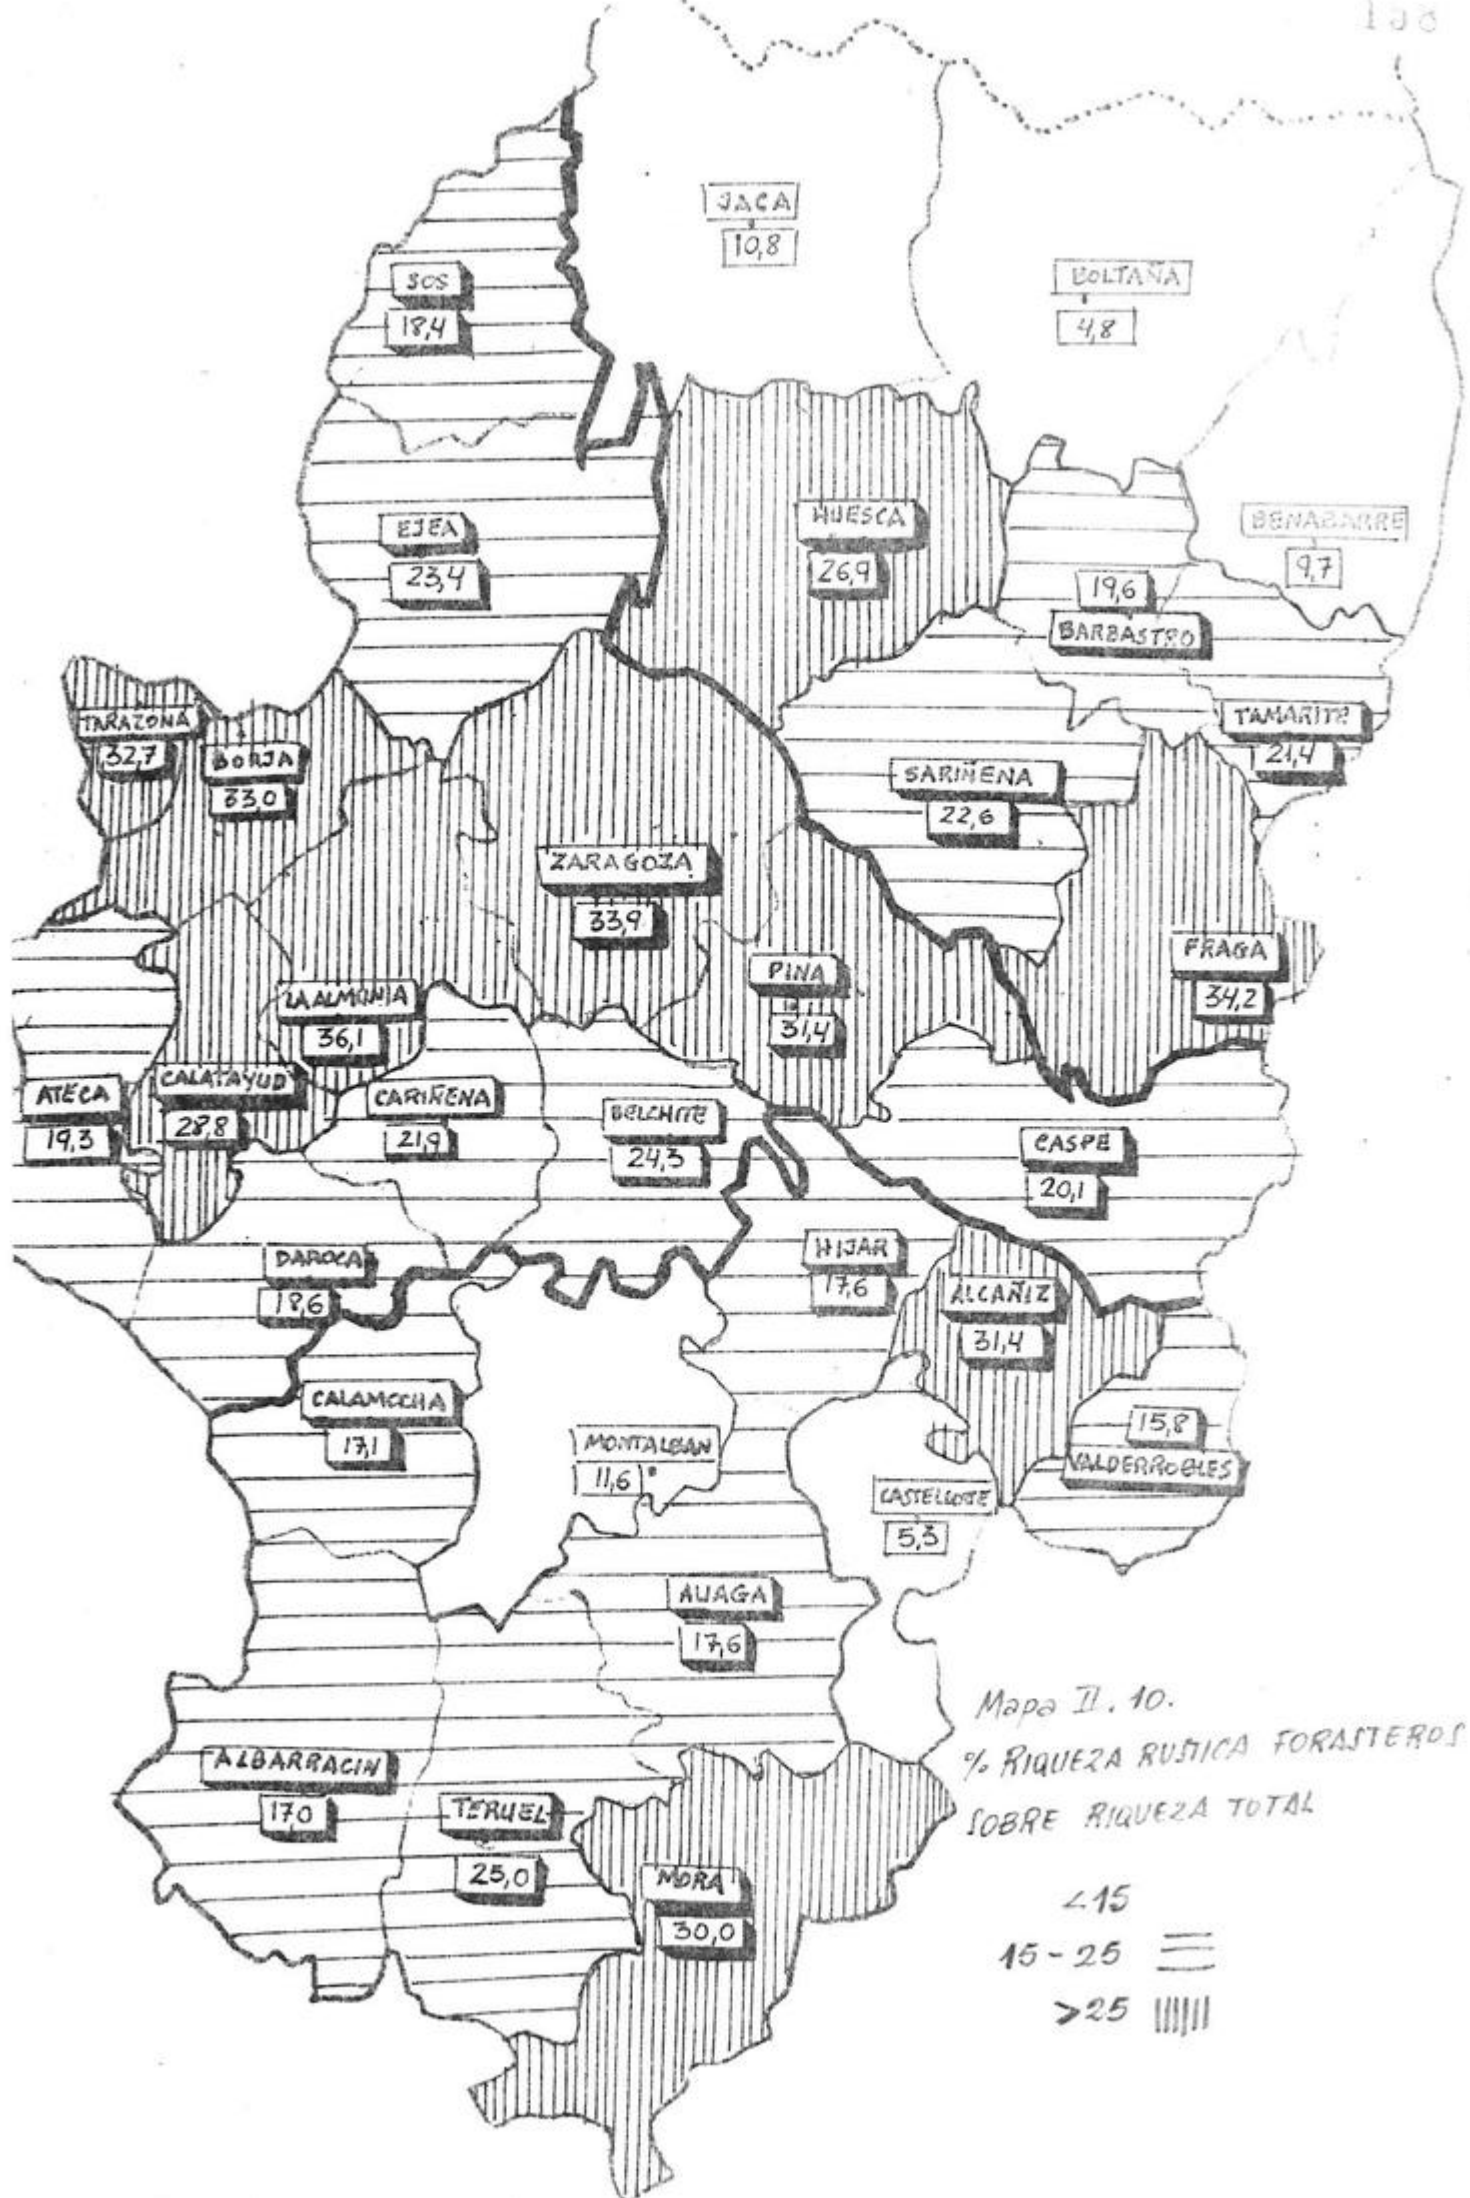 198
JACA
10,8
BOLTAÑA
4,8
SOS
18,4
EJEA
23,4
HUESCA
26,9
BENABARRE
9,7
19,6
BARBASTRO
TAMARITE
21,4
TARAZONA
32,7
BORJA
33,0
SARIÑENA
22,6
ZARAGOZA
33,9
FRAGA
34,2
PINA
31,4
LA ALMUNIA
36,1
CALATAYUD
28,8
ATECA
19,3
CARIÑENA
21,9
BELCHITE
24,3
CASPE
20,1
DAROCA
18,6
HIJAR
17,6
ALCAÑIZ
31,4
CALAMOCHA
17,1
MONTALBAN
11,6
15,8
VALDERROBLES
CASTELLOTE
5,3
ALIAGA
17,6
ALBARRACIN
17,0
TERUEL
25,0
MORA
30,0
Mapa II.10.
% RIQUEZA RUSTICA FORASTEROS
SOBRE RIQUEZA TOTAL
<15
15-25
>25